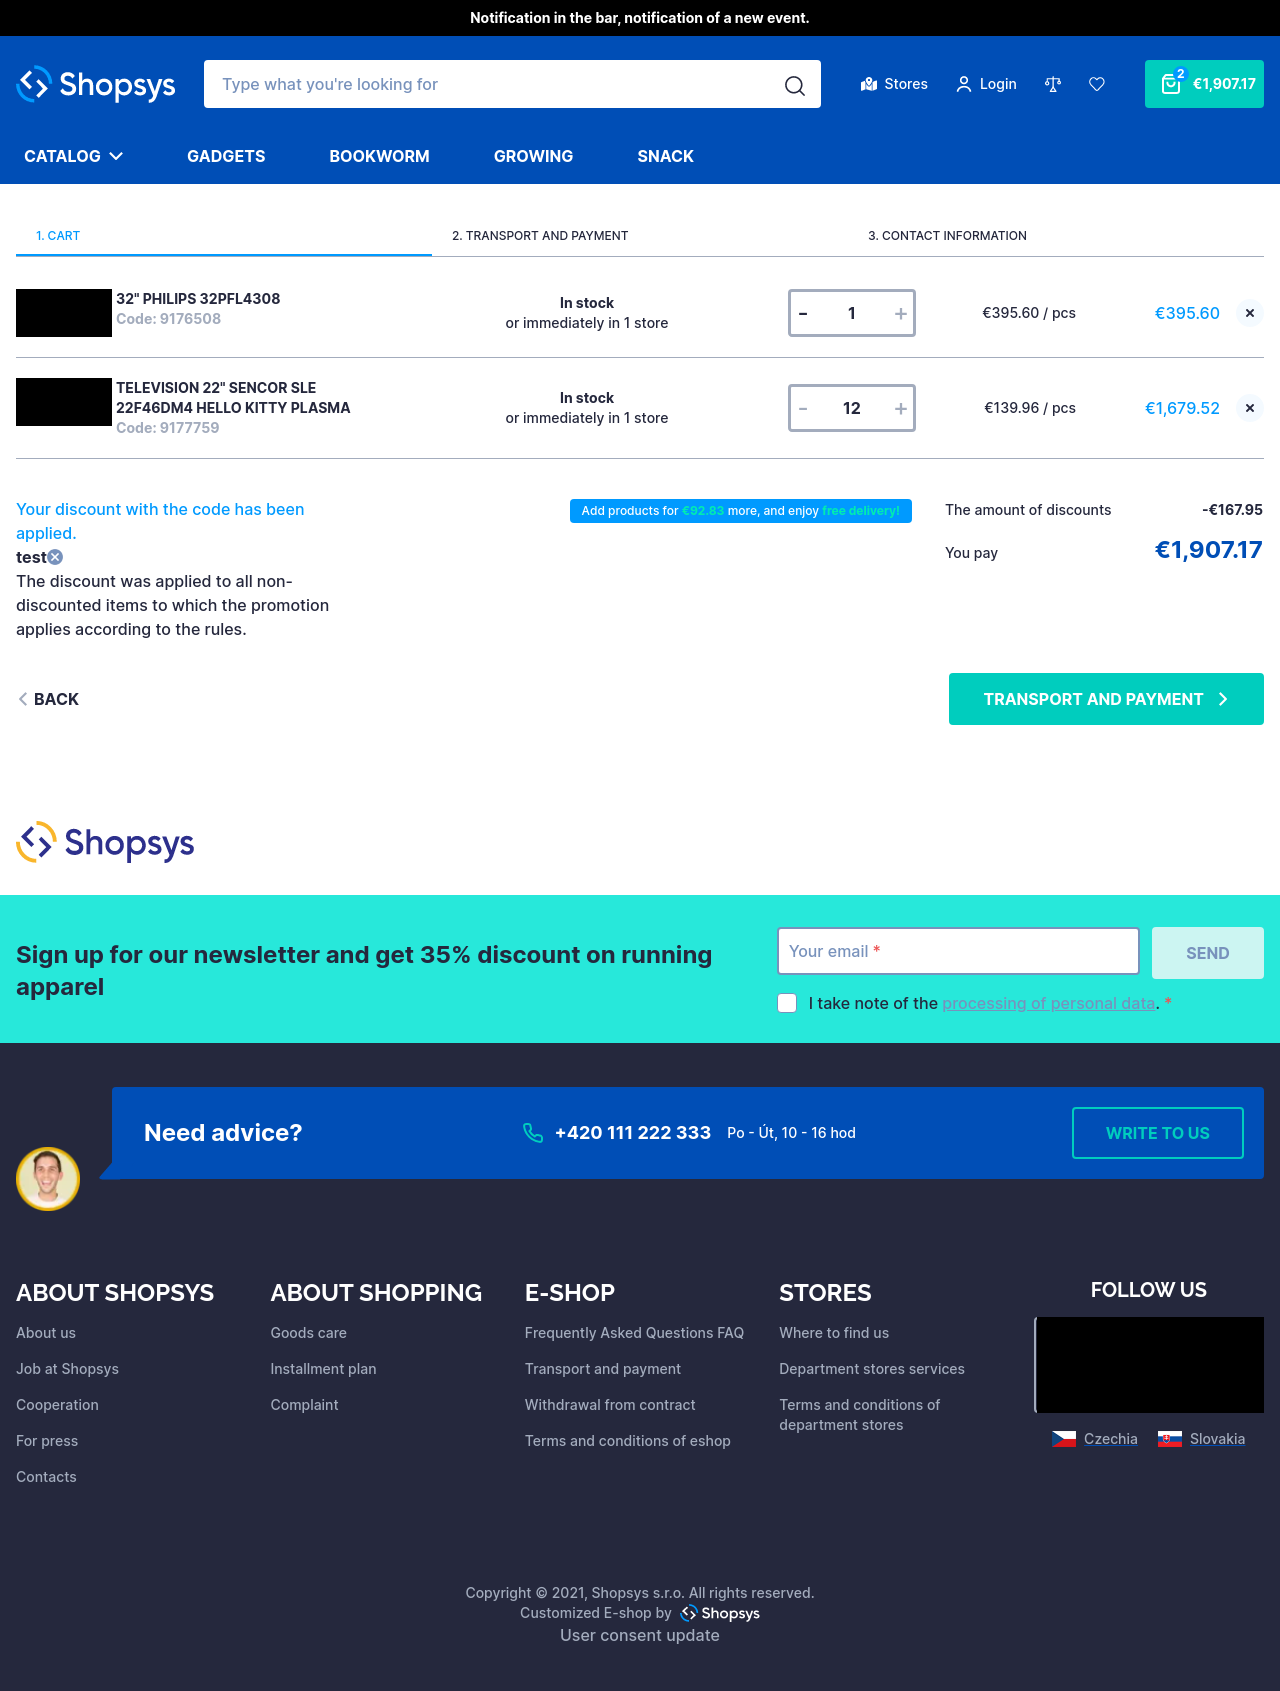 Notification in the bar, notification of a new event.
Shopsys
Type what you're looking for
Stores
Login
2
€1,907.17
CATALOG
GADGETS
BOOKWORM
GROWING
SNACK
1. CART
2. TRANSPORT AND PAYMENT
3. CONTACT INFORMATION
32" PHILIPS 32PFL4308
Code: 9176508
In stock
or immediately in 1 store
- 1 +
€395.60 / pcs
€395.60
TELEVISION 22" SENCOR SLE
22F46DM4 HELLO KITTY PLASMA
Code: 9177759
In stock
or immediately in 1 store
- 12 +
€139.96 / pcs
€1,679.52
Your discount with the code has been
applied.
test
The discount was applied to all non-
discounted items to which the promotion
applies according to the rules.
Add products for €92.83 more, and enjoy free delivery!
The amount of discounts
-€167.95
You pay
€1,907.17
BACK
TRANSPORT AND PAYMENT
Shopsys
Sign up for our newsletter and get 35% discount on running
apparel
Your email *
SEND
I take note of the processing of personal data. *
Need advice?
+420 111 222 333
Po - Út, 10 - 16 hod
WRITE TO US
ABOUT SHOPSYS
About us
Job at Shopsys
Cooperation
For press
Contacts
ABOUT SHOPPING
Goods care
Installment plan
Complaint
E-SHOP
Frequently Asked Questions FAQ
Transport and payment
Withdrawal from contract
Terms and conditions of eshop
STORES
Where to find us
Department stores services
Terms and conditions of
department stores
FOLLOW US
Czechia
Slovakia
Copyright © 2021, Shopsys s.r.o. All rights reserved.
Customized E-shop by Shopsys
User consent update